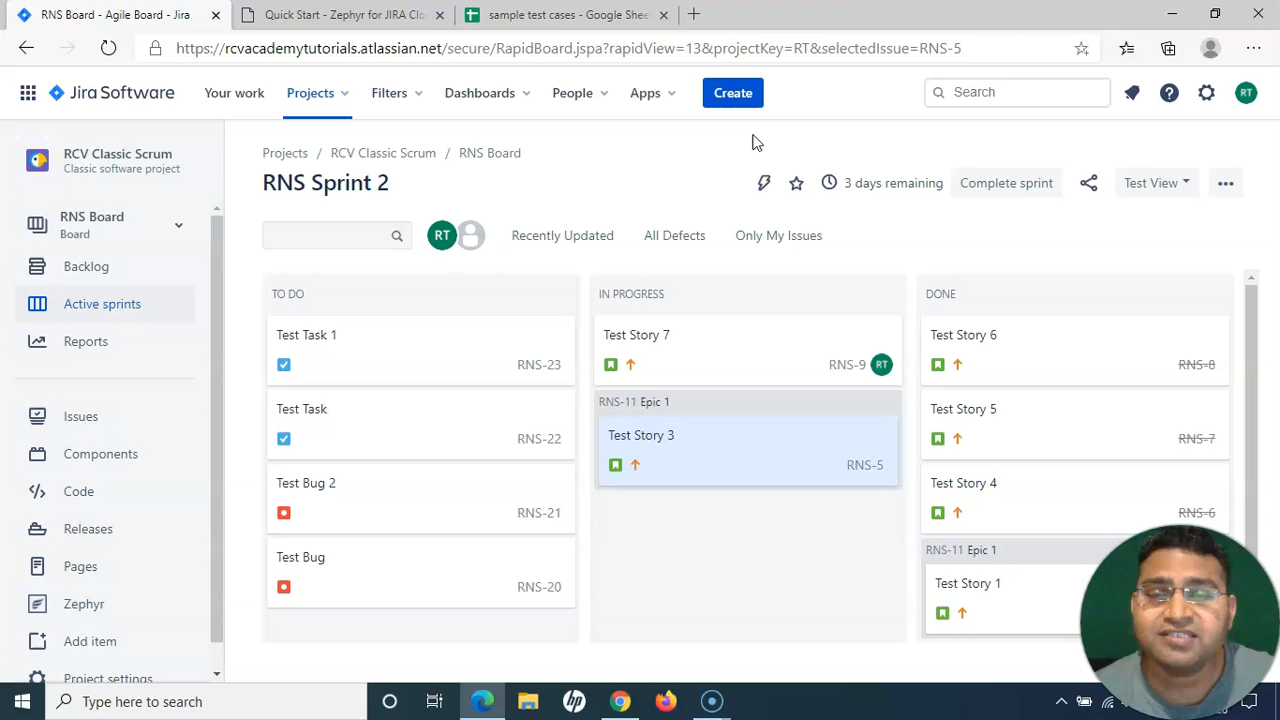 RNS Board - Agile Board - Jira
Quick Start - Zephyr for JIRA Clo
sample test cases - Google Shee
https://rcvacademytutorials.atlassian.net/secure/RapidBoard.jspa?rapidView=13&projectKey=RT&selectedIssue=RNS-5
Jira Software
Your work
Projects
Filters
Dashboards
People
Apps
Create
Search
RT
RCV Classic Scrum
Classic software project
RNS Board
Board
Backlog
Active sprints
Reports
Issues
Components
Code
Releases
Pages
Zephyr
Add item
Project settings
Projects / RCV Classic Scrum / RNS Board
RNS Sprint 2
3 days remaining
Complete sprint
Test View
RT
Recently Updated
All Defects
Only My Issues
TO DO
Test Task 1
RNS-23
Test Task
RNS-22
Test Bug 2
RNS-21
Test Bug
RNS-20
IN PROGRESS
Test Story 7
RNS-9 RT
RNS-11 Epic 1
Test Story 3
RNS-5
DONE
Test Story 6
RNS-8
Test Story 5
RNS-7
Test Story 4
RNS-6
RNS-11 Epic 1
Test Story 1
Type here to search